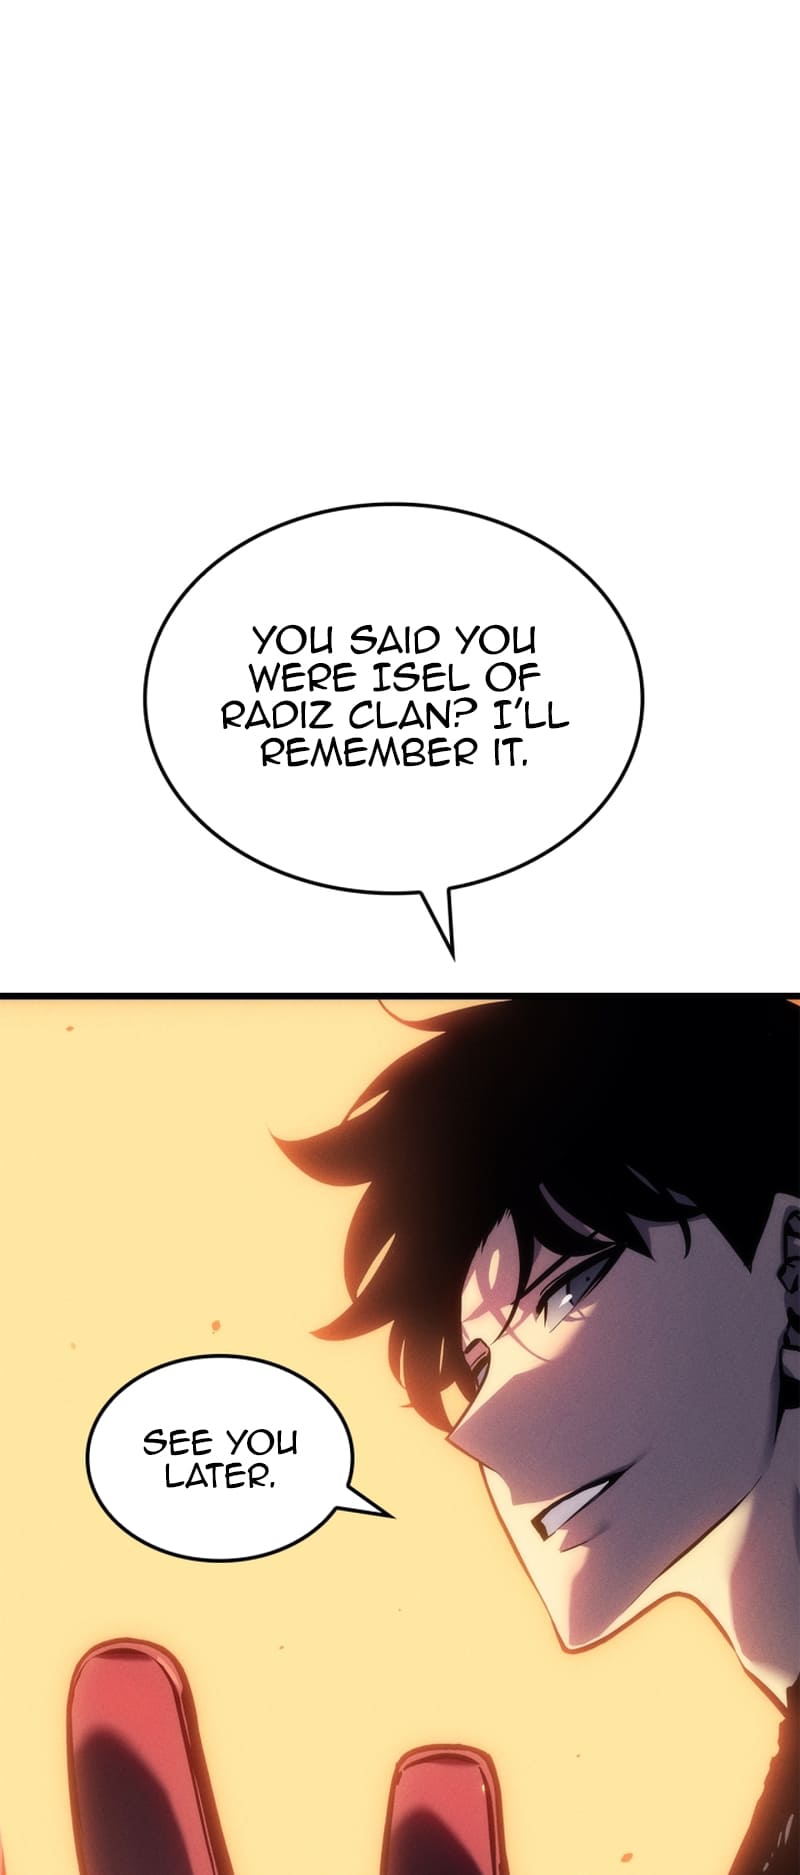 YOU SAID YOU
WERE ISEL OF
RADIZ CLAN? I'LL
REMEMBER IT.
SEE YOU
LATER.